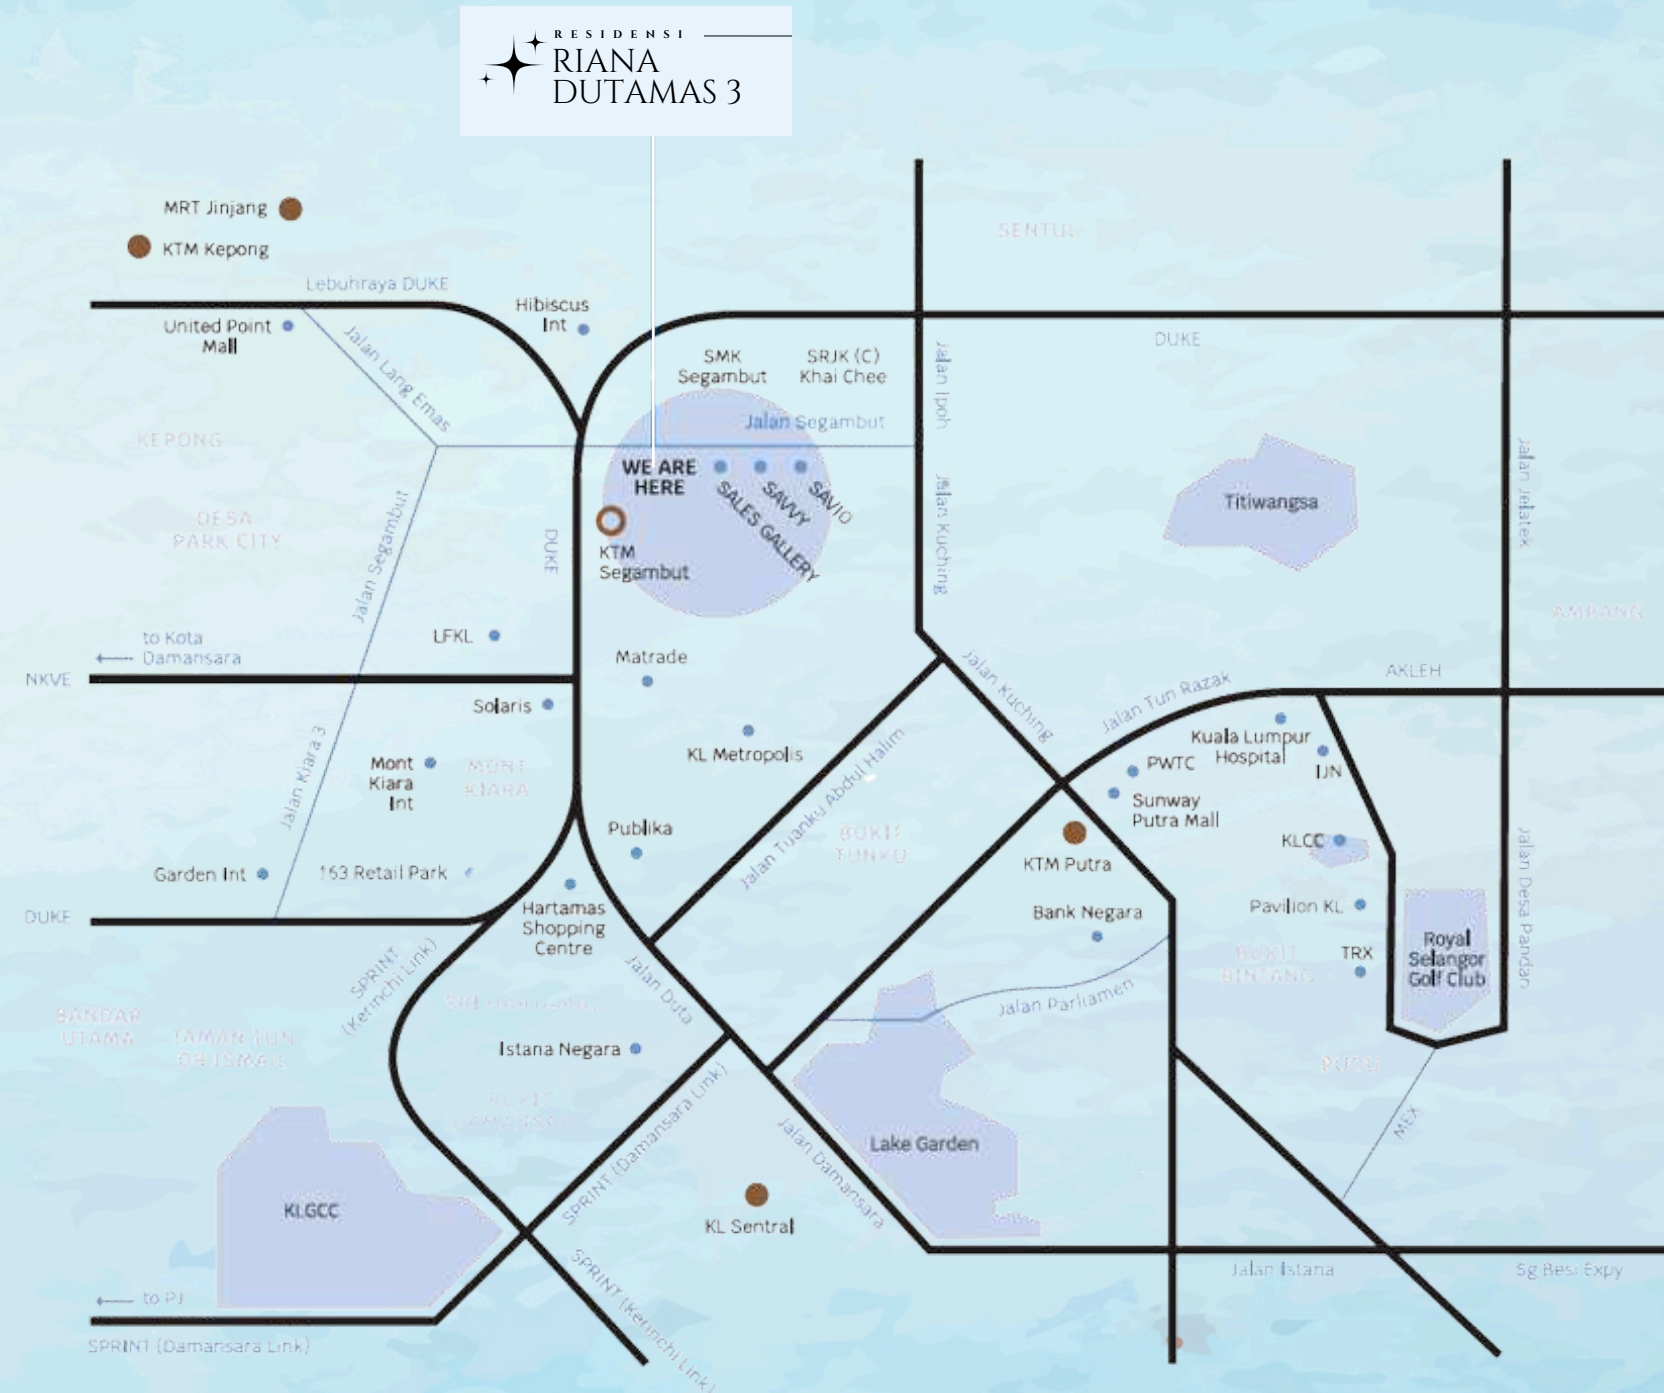 RESIDENSI
RIANA
DUTAMAS 3
MRT Jinjang
KTM Kepong
SENTUL
Lebuhraya DUKE
Hibiscus
Int
United Point
Mall
Jalan Lang Emas
SMK
Segambut
SRJK (C)
Khai Chee
DUKE
Jalan Ipoh
Jalan Segambut
KEPONG
WE ARE
HERE
SALES GALLERY
SAVVY
SAVIO
Jalan Kuching
Titiwangsa
Jalan Jelatek
DESA
PARK CITY
Jalan Segambut
DUKE
KTM
Segambut
AMPANG
LFKL
to Kota
Damansara
NKVE
Matrade
Jalan Kuching
Jalan Tun Razak
AKLEH
Solaris
KL Metropolis
Kuala Lumpur
Hospital
IJN
PWTC
Mont
Kiara
Int
MONT
KIARA
Jalan Kiara 3
Jalan Tuanku Abdul Halim
Sunway
Putra Mall
Publika
BUKIT
TUNKU
KTM Putra
KLCC
Garden Int
163 Retail Park
Jalan Desa Pandan
DUKE
Hartamas
Shopping
Centre
Bank Negara
Pavilion KL
SPRINT
(Kerinchi Link)
Jalan Duta
BUKIT
BINTANG
TRX
Royal
Selangor
Golf Club
Jalan Parliamen
BANDAR
UTAMA
TAMAN TUN
DR ISMAIL
Istana Negara
PUDU
BUKIT
SPRINT (Damansara Link)
Jalan Damansara
Lake Garden
MEX
KLGCC
KL Sentral
SPRINT (Kerinchi Link)
Jalan Istana
Sg Besi Expy
to PJ
SPRINT (Damansara Link)